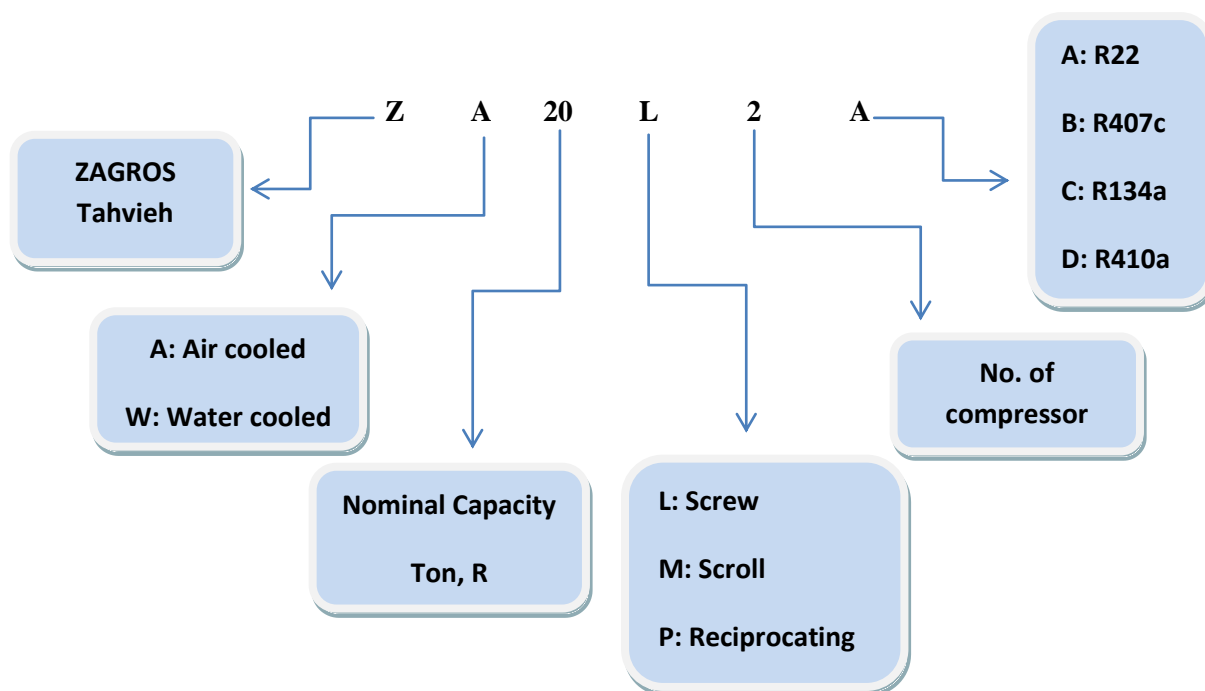 Z A 20 L 2 A
ZAGROS
Tahvieh
A: Air cooled
W: Water cooled
Nominal Capacity
Ton, R
L: Screw
M: Scroll
P: Reciprocating
No. of
compressor
A: R22
B: R407c
C: R134a
D: R410a